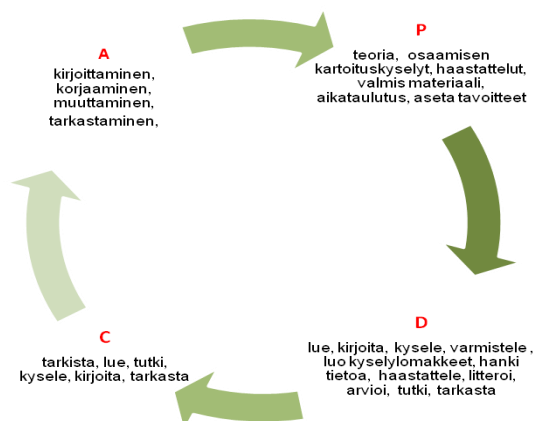 P
teoria, osaamisen
kartoituskyselyt, haastattelut,
valmis materiaali,
aikataulutus, aseta tavoitteet
D
lue, kirjoita, kysele, varmistele,
luo kyselylomakkeet, hanki
tietoa, haastattele, litteroi,
arvioi, tutki, tarkasta
C
tarkista, lue, tutki,
kysele, kirjoita, tarkasta
A
kirjoittaminen,
korjaaminen,
muuttaminen,
tarkastaminen,